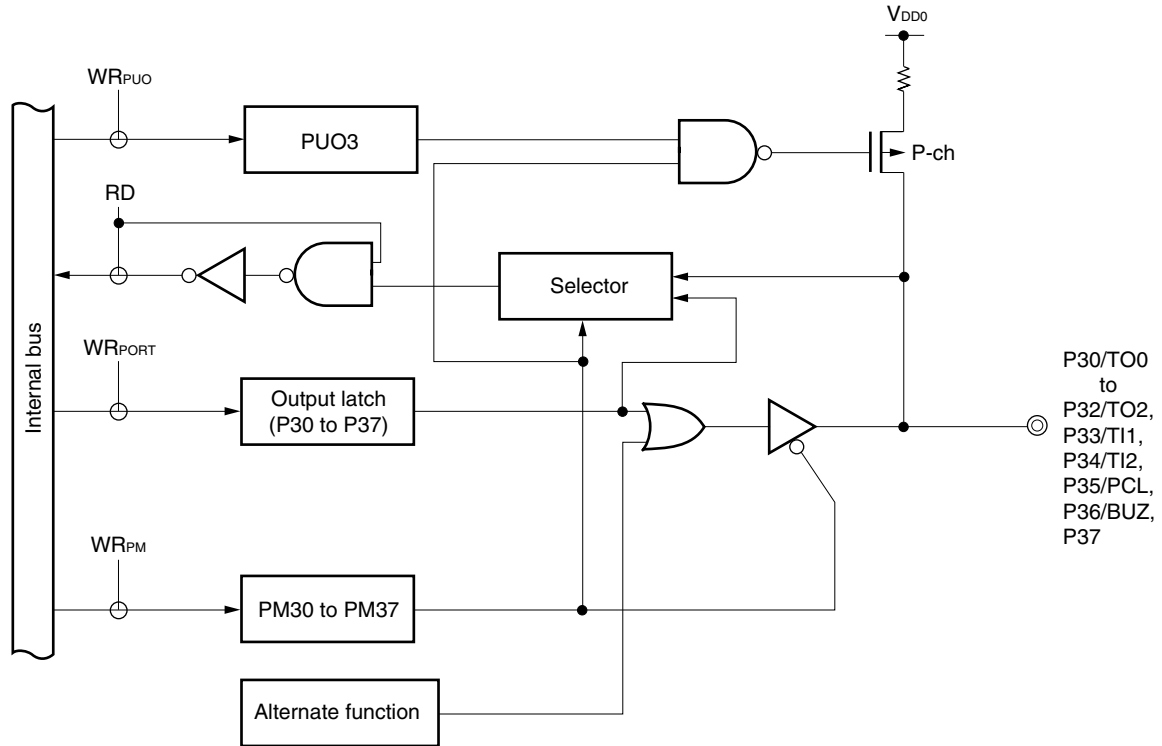 VDD0
WRPUO
PUO3
P-ch
RD
Selector
Internal bus
WRPORT
Output latch
(P30 to P37)
P30/TO0
to
P32/TO2,
P33/TI1,
P34/TI2,
P35/PCL,
P36/BUZ,
P37
WRPM
PM30 to PM37
Alternate function